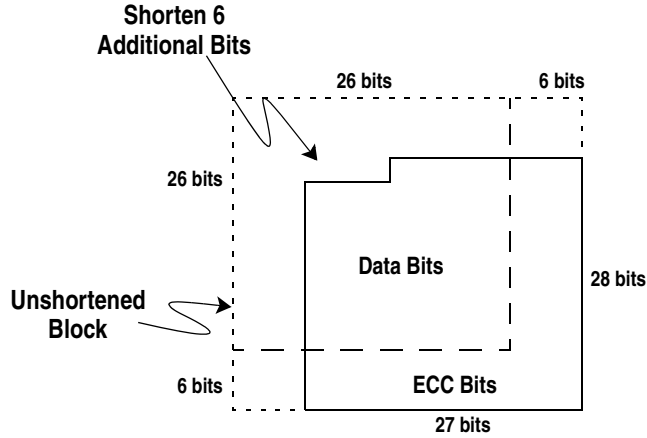 Shorten 6
Additional Bits
26 bits
6 bits
26 bits
Data Bits
28 bits
Unshortened
Block
6 bits
ECC Bits
27 bits